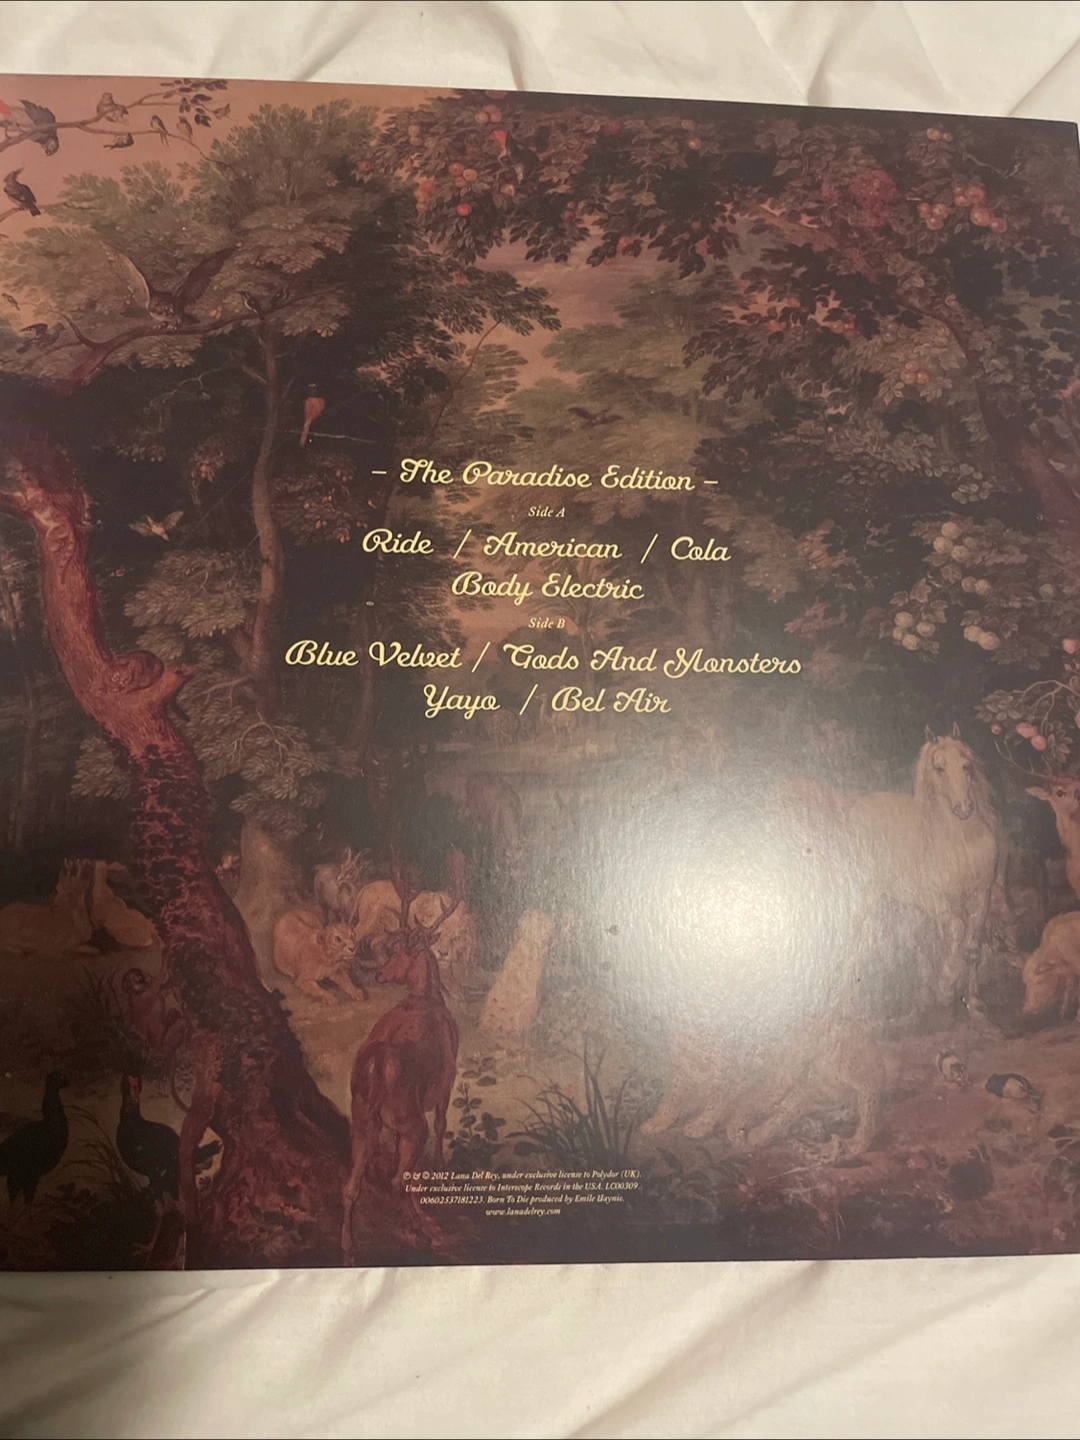 – The Paradise Edition –
Side A
Ride / American / Cola
Body Electric
Side B
Blue Velvet / Gods And Monsters
Yayo / Bel Air
℗ & © 2012 Lana Del Rey, under exclusive license to Polydor (UK).
Under exclusive license to Interscope Records in the USA. LC00309.
00602537181223. Born To Die produced by Emile Haynie.
www.lanadelrey.com